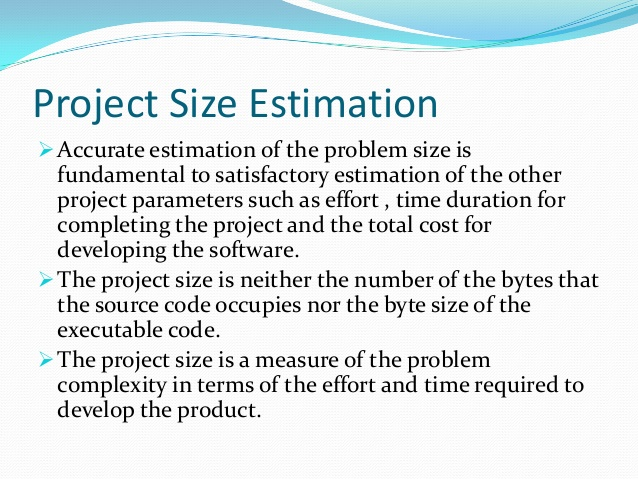 Project Size Estimation
Accurate estimation of the problem size is
fundamental to satisfactory estimation of the other
project parameters such as effort , time duration for
completing the project and the total cost for
developing the software.
The project size is neither the number of the bytes that
the source code occupies nor the byte size of the
executable code.
The project size is a measure of the problem
complexity in terms of the effort and time required to
develop the product.